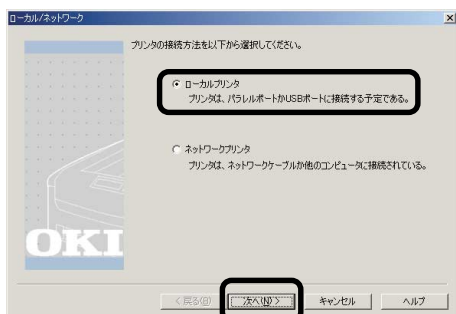 ローカル/ネットワーク
プリンタの接続方法を以下から選択してください。
ローカルプリンタ
プリンタは、パラレルポートかUSBポートに接続する予定である。
ネットワークプリンタ
プリンタは、ネットワークケーブルか他のコンピュータに接続されている。
OKI
< 戻る(B) 次へ(N) > キャンセル ヘルプ